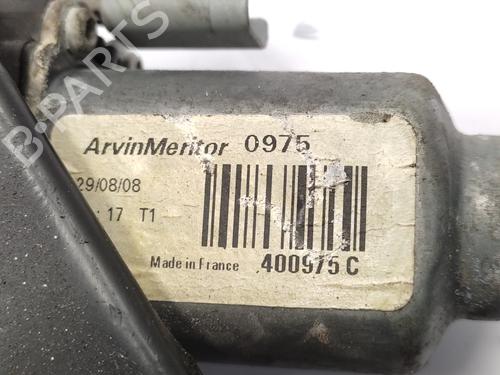 ArvinMeritor 0975
29/08/08
: 17 T1
Made in France 400975 C
B-PARTS